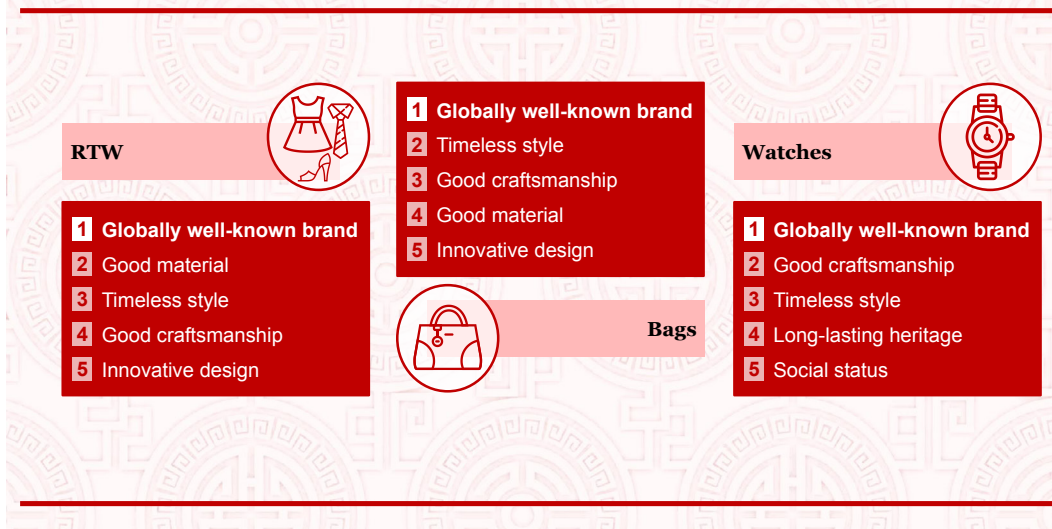 RTW
1 Globally well-known brand
2 Good material
3 Timeless style
4 Good craftsmanship
5 Innovative design
1 Globally well-known brand
2 Timeless style
3 Good craftsmanship
4 Good material
5 Innovative design
Bags
Watches
1 Globally well-known brand
2 Good craftsmanship
3 Timeless style
4 Long-lasting heritage
5 Social status